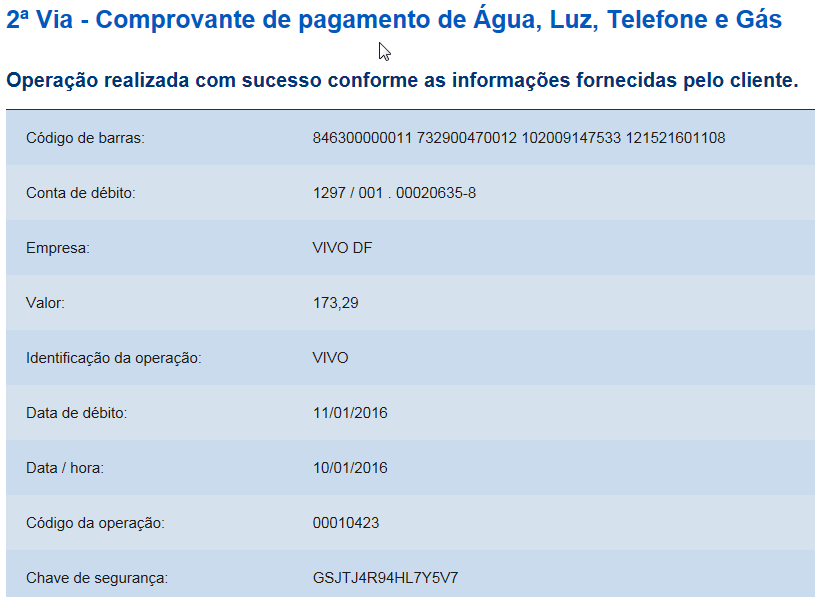 2ª Via - Comprovante de pagamento de Água, Luz, Telefone e Gás
Operação realizada com sucesso conforme as informações fornecidas pelo cliente.
Código de barras: 846300000011 732900470012 102009147533 121521601108
Conta de débito: 1297 / 001 . 00020635-8
Empresa: VIVO DF
Valor: 173,29
Identificação da operação: VIVO
Data de débito: 11/01/2016
Data / hora: 10/01/2016
Código da operação: 00010423
Chave de segurança: GSJTJ4R94HL7Y5V7